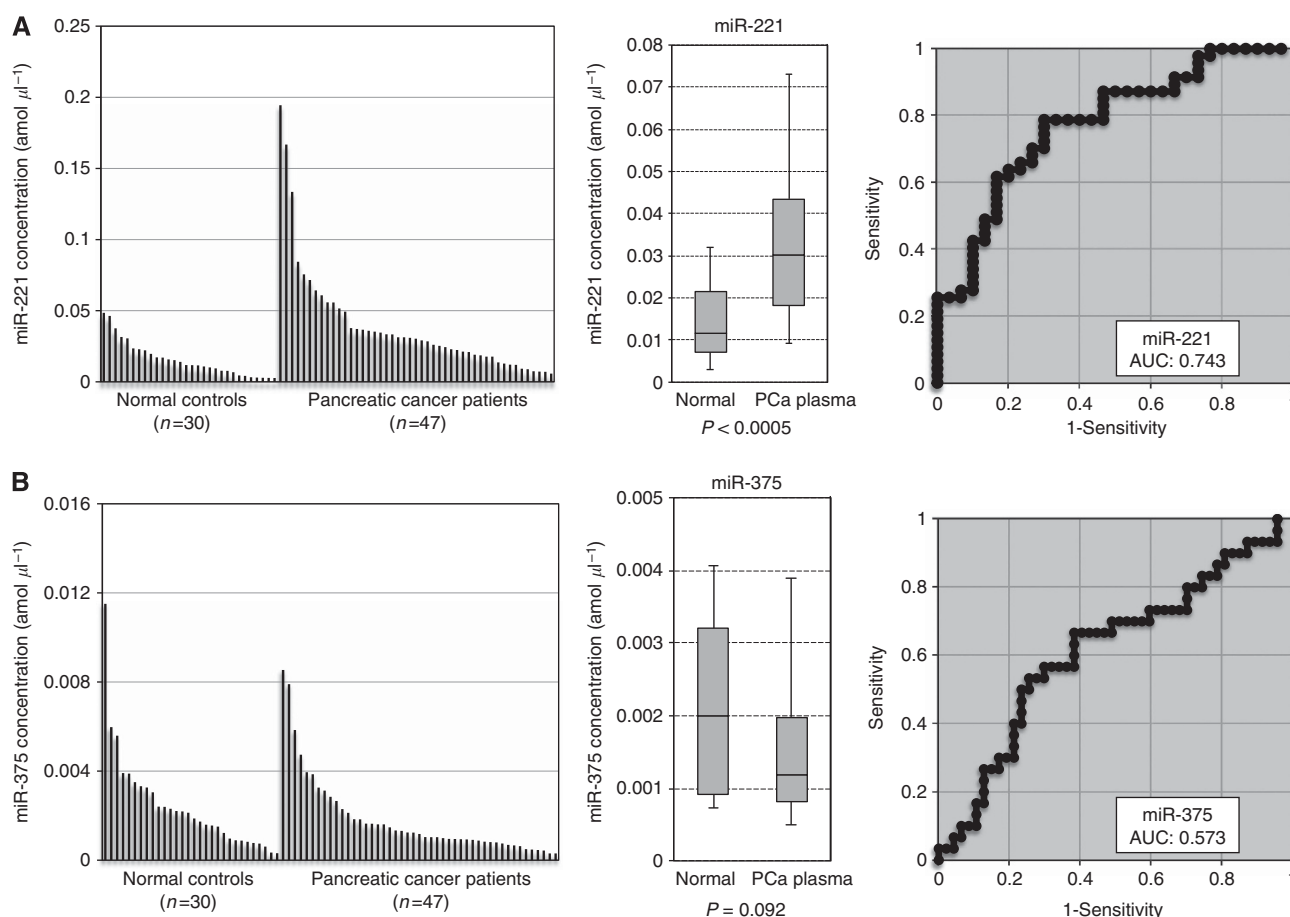 A
miR-221 concentration (amol µl⁻¹)
0.25
0.2
0.15
0.1
0.05
0
Normal controls
(n=30)
Pancreatic cancer patients
(n=47)
miR-221
miR-221 concentration (amol µl⁻¹)
0.08
0.07
0.06
0.05
0.04
0.03
0.02
0.01
0
Normal
PCa plasma
P < 0.0005
Sensitivity
1
0.8
0.6
0.4
0.2
0
miR-221
AUC: 0.743
0 0.2 0.4 0.6 0.8
1-Sensitivity
B
miR-375 concentration (amol µl⁻¹)
0.016
0.012
0.008
0.004
0
Normal controls
(n=30)
Pancreatic cancer patients
(n=47)
miR-375
miR-375 concentration (amol µl⁻¹)
0.005
0.004
0.003
0.002
0.001
0
Normal
PCa plasma
P = 0.092
Sensitivity
1
0.8
0.6
0.4
0.2
0
miR-375
AUC: 0.573
0 0.2 0.4 0.6 0.8
1-Sensitivity